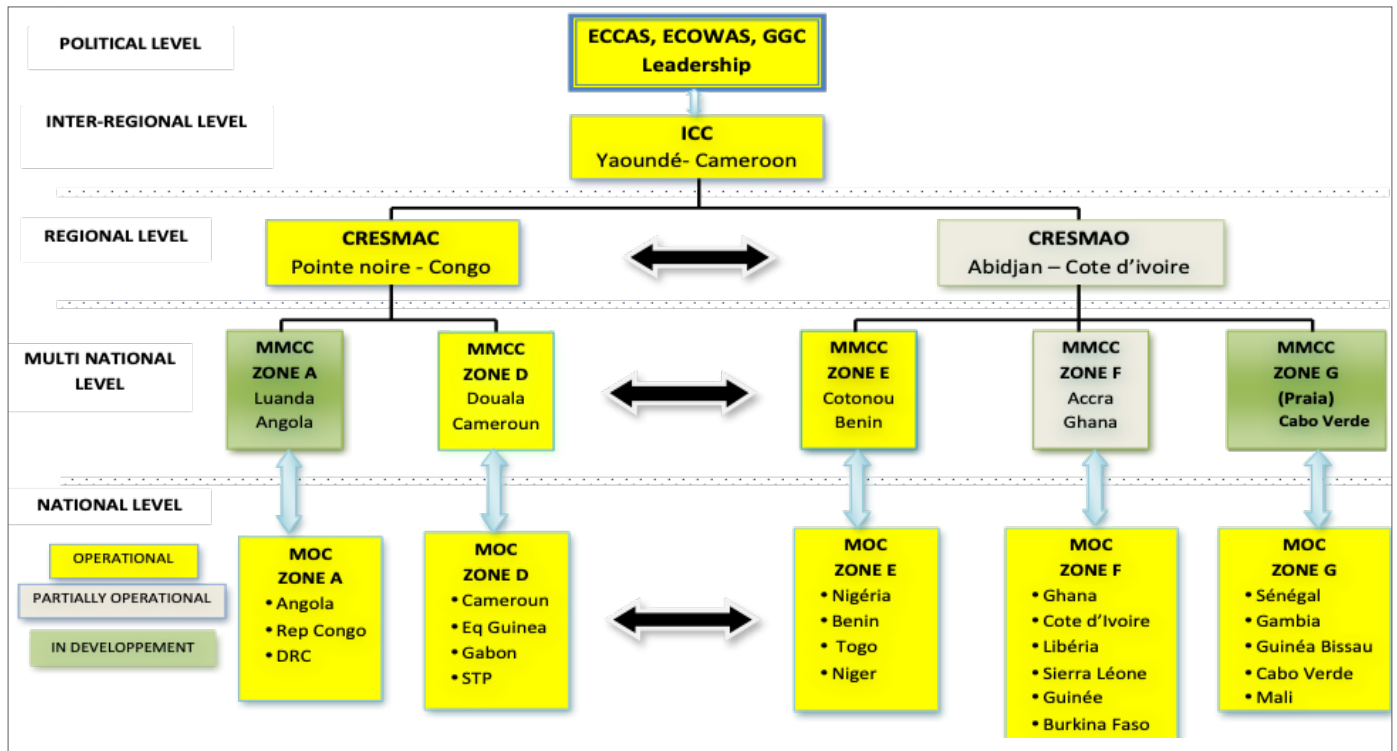 POLITICAL LEVEL
ECCAS, ECOWAS, GGC
Leadership
INTER-REGIONAL LEVEL
ICC
Yaoundé- Cameroon
REGIONAL LEVEL
CRESMAC
Pointe noire - Congo
CRESMAO
Abidjan – Cote d'ivoire
MULTI NATIONAL
LEVEL
MMCC
ZONE A
Luanda
Angola
MMCC
ZONE D
Douala
Cameroun
MMCC
ZONE E
Cotonou
Benin
MMCC
ZONE F
Accra
Ghana
MMCC
ZONE G
(Praia)
Cabo Verde
NATIONAL LEVEL
OPERATIONAL
PARTIALLY OPERATIONAL
IN DEVELOPPEMENT
MOC
ZONE A
• Angola
• Rep Congo
• DRC
MOC
ZONE D
• Cameroun
• Eq Guinea
• Gabon
• STP
MOC
ZONE E
• Nigéria
• Benin
• Togo
• Niger
MOC
ZONE F
• Ghana
• Cote d'Ivoire
• Libéria
• Sierra Léone
• Guinée
• Burkina Faso
MOC
ZONE G
• Sénégal
• Gambia
• Guinéa Bissau
• Cabo Verde
• Mali